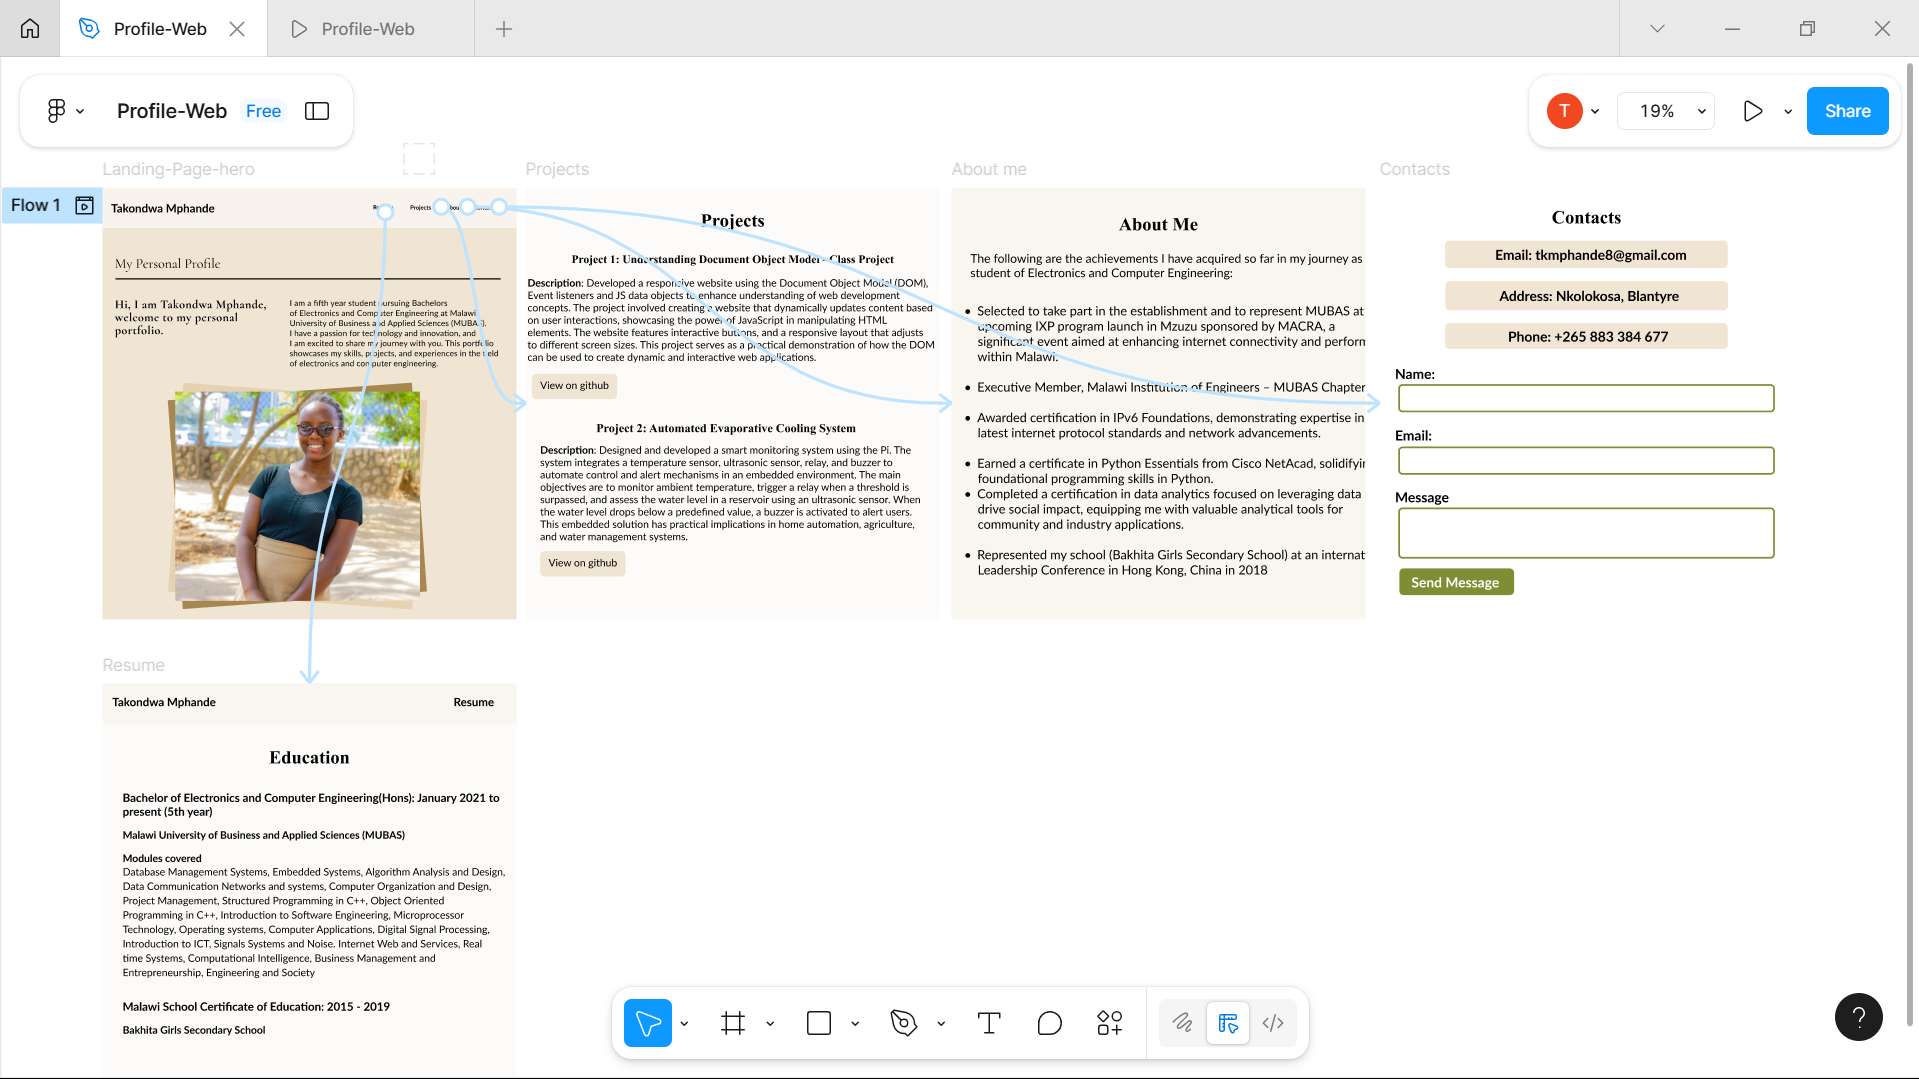 Profile-Web
Profile-Web
Profile-Web Free
T
19%
Share
Landing-Page-hero
Projects
About me
Contacts
Flow 1
Takondwa Mphande
Projects
My Personal Profile
Hi, I am Takondwa Mphande,
welcome to my personal
portfolio.
I am a fifth year student pursuing Bachelors
of Electronics and Computer Engineering at Malawi
University of Business and Applied Sciences (MUBAS).
I have a passion for technology and innovation, and
I am excited to share my journey with you. This portfolio
showcases my skills, projects, and experiences in the field
of electronics and computer engineering.
Projects
Project 1: Understanding Document Object Model - Class Project
Description: Developed a responsive website using the Document Object Model (DOM),
Event listeners and JS data objects to enhance understanding of web development
concepts. The project involved creating a website that dynamically updates content based
on user interactions, showcasing the power of JavaScript in manipulating HTML
elements. The website features interactive buttons, and a responsive layout that adjusts
to different screen sizes. This project serves as a practical demonstration of how the DOM
can be used to create dynamic and interactive web applications.
View on github
Project 2: Automated Evaporative Cooling System
Description: Designed and developed a smart monitoring system using the Pi. The
system integrates a temperature sensor, ultrasonic sensor, relay, and buzzer to
automate control and alert mechanisms in an embedded environment. The main
objectives are to monitor ambient temperature, trigger a relay when a threshold is
surpassed, and assess the water level in a reservoir using an ultrasonic sensor. When
the water level drops below a predefined value, a buzzer is activated to alert users.
This embedded solution has practical implications in home automation, agriculture,
and water management systems.
View on github
About Me
The following are the achievements I have acquired so far in my journey as
student of Electronics and Computer Engineering:
• Selected to take part in the establishment and to represent MUBAS at
upcoming IXP program launch in Mzuzu sponsored by MACRA, a
significant event aimed at enhancing internet connectivity and perform
within Malawi.
• Executive Member, Malawi Institution of Engineers – MUBAS Chapter
• Awarded certification in IPv6 Foundations, demonstrating expertise in
latest internet protocol standards and network advancements.
• Earned a certificate in Python Essentials from Cisco NetAcad, solidifyin
foundational programming skills in Python.
• Completed a certification in data analytics focused on leveraging data
drive social impact, equipping me with valuable analytical tools for
community and industry applications.
• Represented my school (Bakhita Girls Secondary School) at an internat
Leadership Conference in Hong Kong, China in 2018
Contacts
Email: tkmphande8@gmail.com
Address: Nkolokosa, Blantyre
Phone: +265 883 384 677
Name:
Email:
Message
Send Message
Resume
Takondwa Mphande
Resume
Education
Bachelor of Electronics and Computer Engineering(Hons): January 2021 to
present (5th year)
Malawi University of Business and Applied Sciences (MUBAS)
Modules covered
Database Management Systems, Embedded Systems, Algorithm Analysis and Design,
Data Communication Networks and systems, Computer Organization and Design,
Project Management, Structured Programming in C++, Object Oriented
Programming in C++, Introduction to Software Engineering, Microprocessor
Technology, Operating systems, Computer Applications, Digital Signal Processing,
Introduction to ICT, Signals Systems and Noise. Internet Web and Services, Real
time Systems, Computational Intelligence, Business Management and
Entrepreneurship, Engineering and Society
Malawi School Certificate of Education: 2015 - 2019
Bakhita Girls Secondary School
?